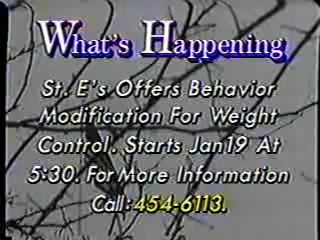 What's Happening
St. E's Offers Behavior
Modification For Weight
Control. Starts Jan19 At
5:30. For More Information
Call: 454-6113.